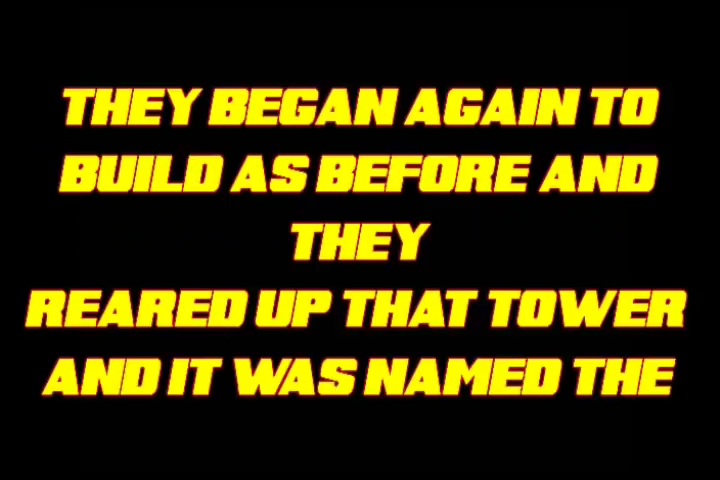 THEY BEGAN AGAIN TO
BUILD AS BEFORE AND
THEY
REARED UP THAT TOWER
AND IT WAS NAMED THE